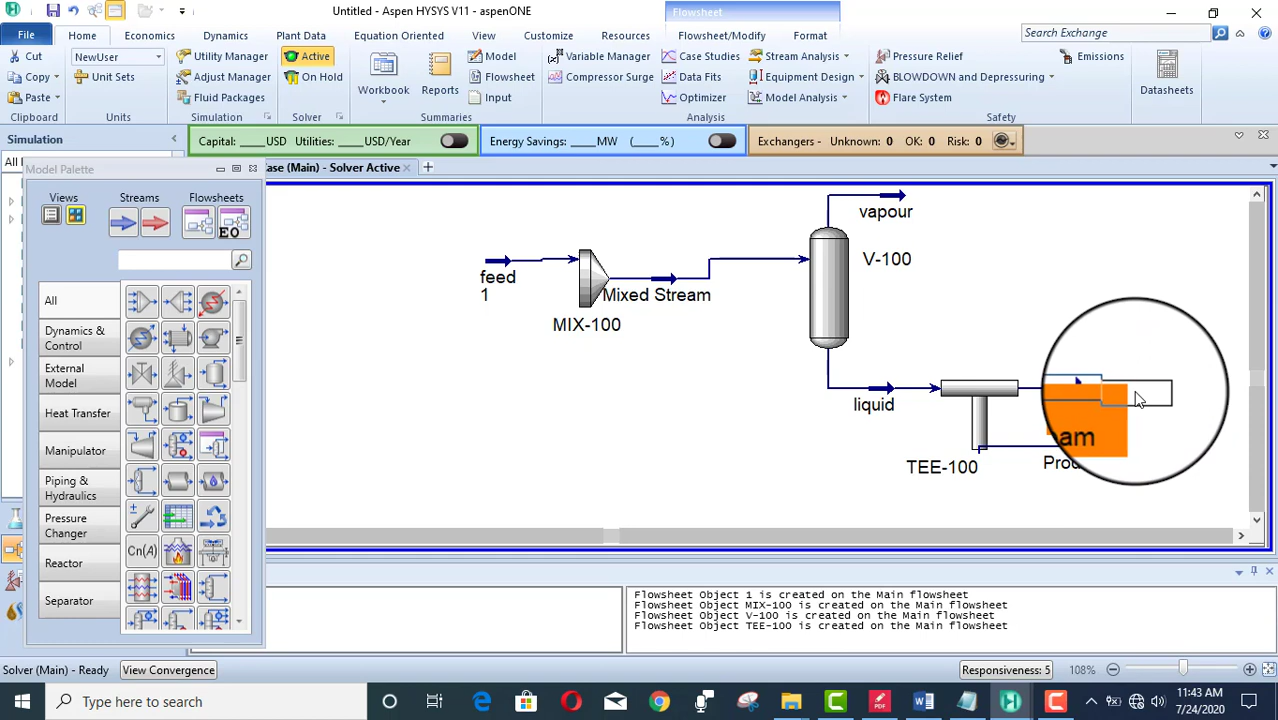 Untitled - Aspen HYSYS V11 - aspenONE
Flowsheet
File
Home
Economics
Dynamics
Plant Data
Equation Oriented
View
Customize
Resources
Flowsheet/Modify
Format
Search Exchange
Cut
Copy
Paste
Clipboard
NewUser
Unit Sets
Units
Utility Manager
Adjust Manager
Fluid Packages
Simulation
Active
On Hold
Solver
Workbook
Reports
Model
Flowsheet
Input
Summaries
Variable Manager
Compressor Surge
Case Studies
Data Fits
Optimizer
Stream Analysis
Equipment Design
Model Analysis
Analysis
Pressure Relief
BLOWDOWN and Depressuring
Flare System
Emissions
Safety
Datasheets
Simulation
Capital: ____USD Utilities: ____USD/Year
Energy Savings: ____MW (____%)
Exchangers - Unknown: 0 OK: 0 Risk: 0
Model Palette
ase (Main) - Solver Active
Views
Streams
Flowsheets
EO
All
Dynamics & Control
External Model
Heat Transfer
Manipulator
Piping & Hydraulics
Pressure Changer
Reactor
Separator
Cn(A)
vapour
V-100
feed
1
Mixed Stream
MIX-100
liquid
TEE-100
am
Flowsheet Object 1 is created on the Main flowsheet
Flowsheet Object MIX-100 is created on the Main flowsheet
Flowsheet Object V-100 is created on the Main flowsheet
Flowsheet Object TEE-100 is created on the Main flowsheet
Solver (Main) - Ready
View Convergence
Responsiveness: 5
108%
Type here to search
11:43 AM
7/24/2020